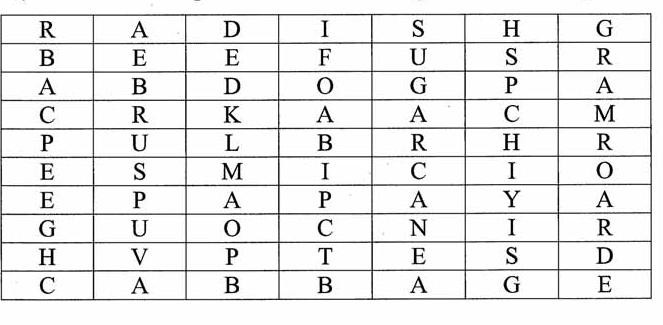 R A D I S H G
B E E F U S R
A B D O G P A
C R K A A C M
P U L B R H R
E S M I C I O
E P A P A Y A
G U O C N I R
H V P T E S D
C A B B A G E